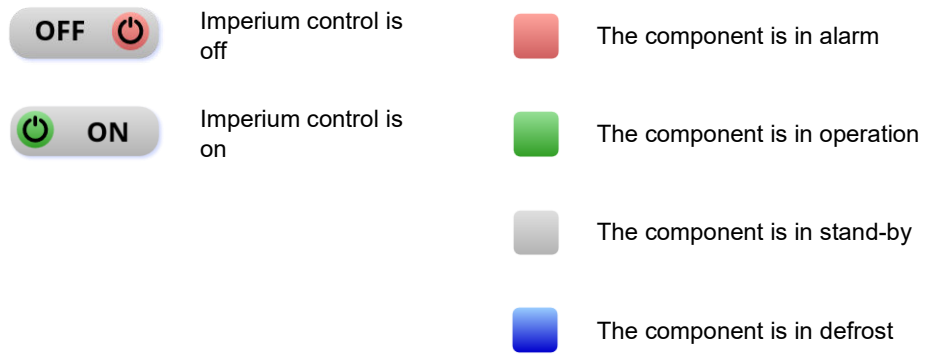 OFF
Imperium control is
off
ON
Imperium control is
on
The component is in alarm
The component is in operation
The component is in stand-by
The component is in defrost